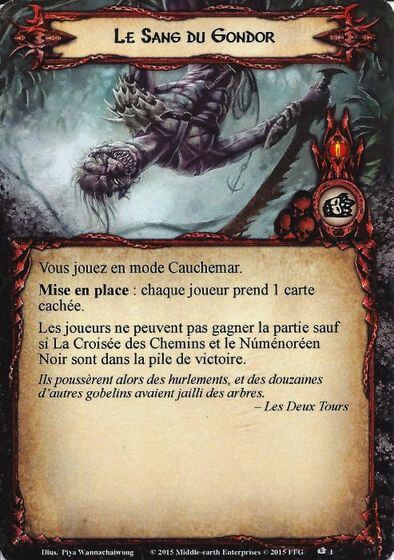 Le Sang du Gondor
Vous jouez en mode Cauchemar.
Mise en place : chaque joueur prend 1 carte
cachée.
Les joueurs ne peuvent pas gagner la partie sauf
si La Croisée des Chemins et le Númenoréen
Noir sont dans la pile de victoire.
Ils poussèrent alors des hurlements, et des douzaines
d'autres gobelins avaient jailli des arbres.
– Les Deux Tours
Illus. Piya Wannachaiwong © 2015 Middle-earth Enterprises © 2015 FFG 1